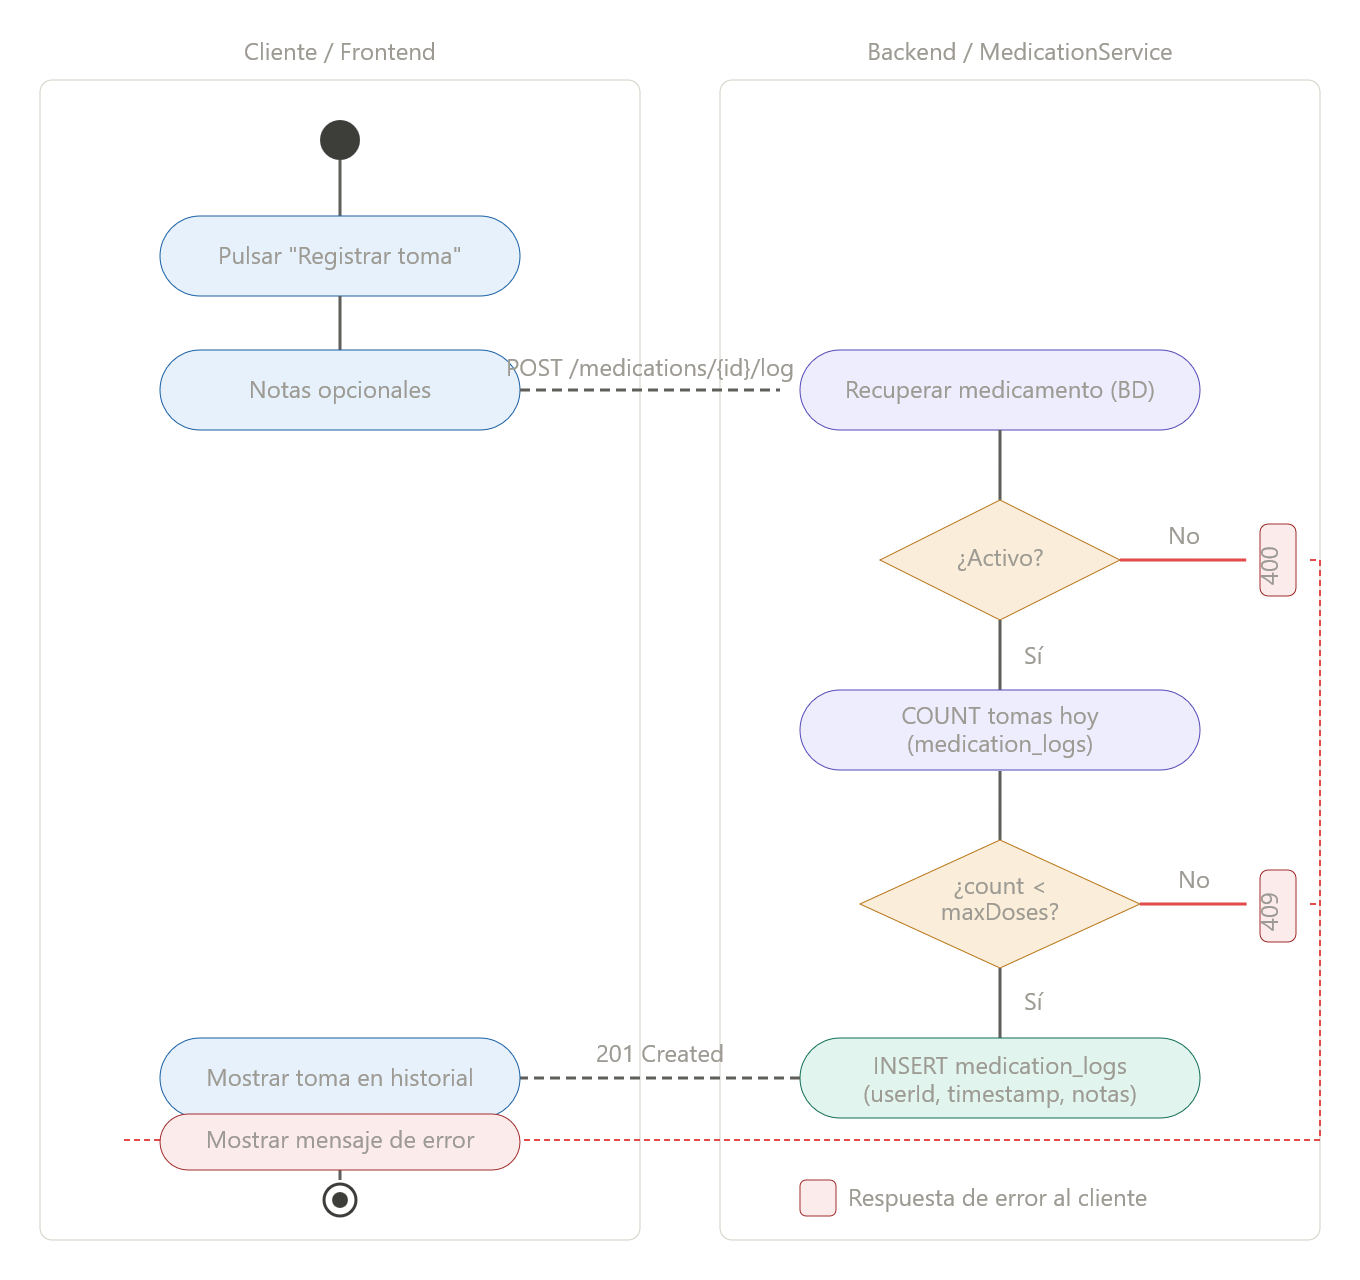 Cliente / Frontend
Backend / MedicationService
Pulsar "Registrar toma"
Notas opcionales
POST /medications/{id}/log
Recuperar medicamento (BD)
¿Activo?
No
400
Sí
COUNT tomas hoy
(medication_logs)
¿count <
maxDoses?
No
409
Sí
201 Created
INSERT medication_logs
(userId, timestamp, notas)
Mostrar toma en historial
Mostrar mensaje de error
Respuesta de error al cliente